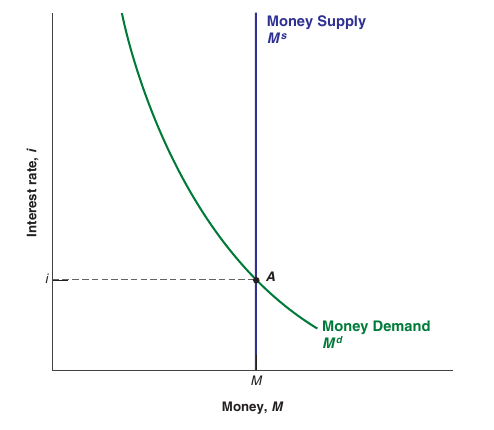 Money Supply
Mˢ
Interest rate, i
i
A
Money Demand
Mᵈ
M
Money, M